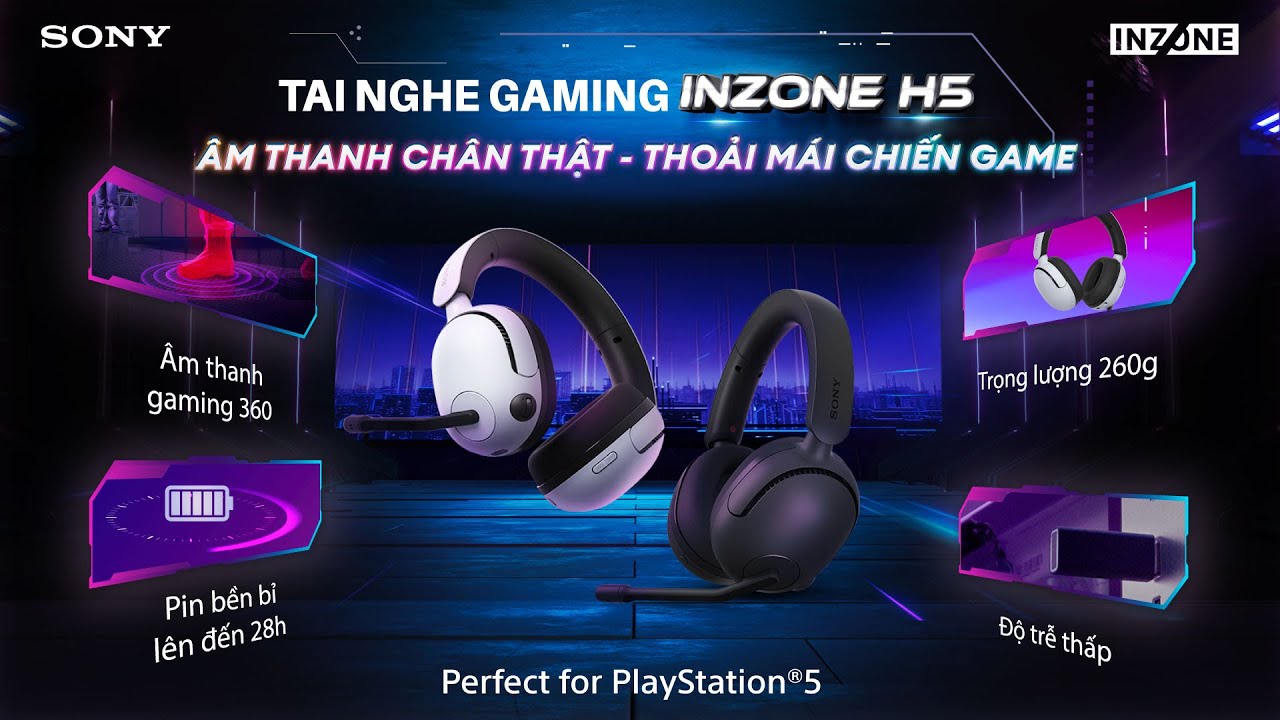 SONY
INZONE
TAI NGHE GAMING INZONE H5
ÂM THANH CHÂN THẬT - THOẢI MÁI CHIẾN GAME
Âm thanh
gaming 360
Trọng lượng 260g
SONY
Pin bền bỉ
lên đến 28h
Độ trễ thấp
Perfect for PlayStation®5